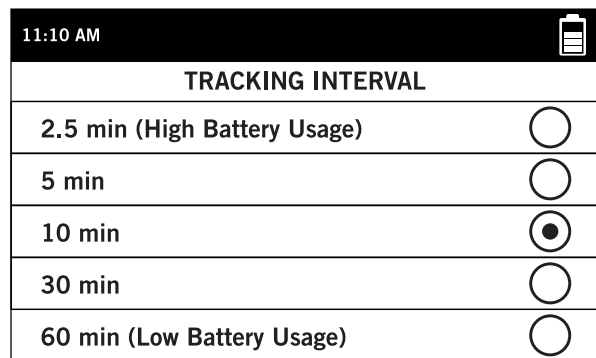 11:10 AM
TRACKING INTERVAL
2.5 min (High Battery Usage)
5 min
10 min
30 min
60 min (Low Battery Usage)